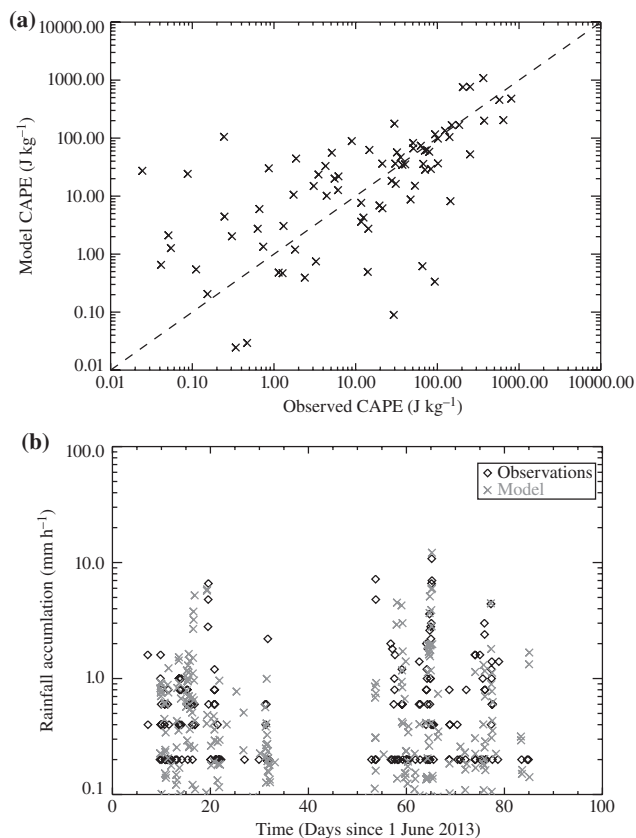 (a)
10000.00
1000.00
100.00
10.00
1.00
0.10
0.01
Model CAPE (J kg⁻¹)
0.01 0.10 1.00 10.00 100.00 1000.00 10000.00
Observed CAPE (J kg⁻¹)
(b)
100.0
10.0
1.0
0.1
Rainfall accumlation (mm h⁻¹)
Observations
Model
0 20 40 60 80 100
Time (Days since 1 June 2013)